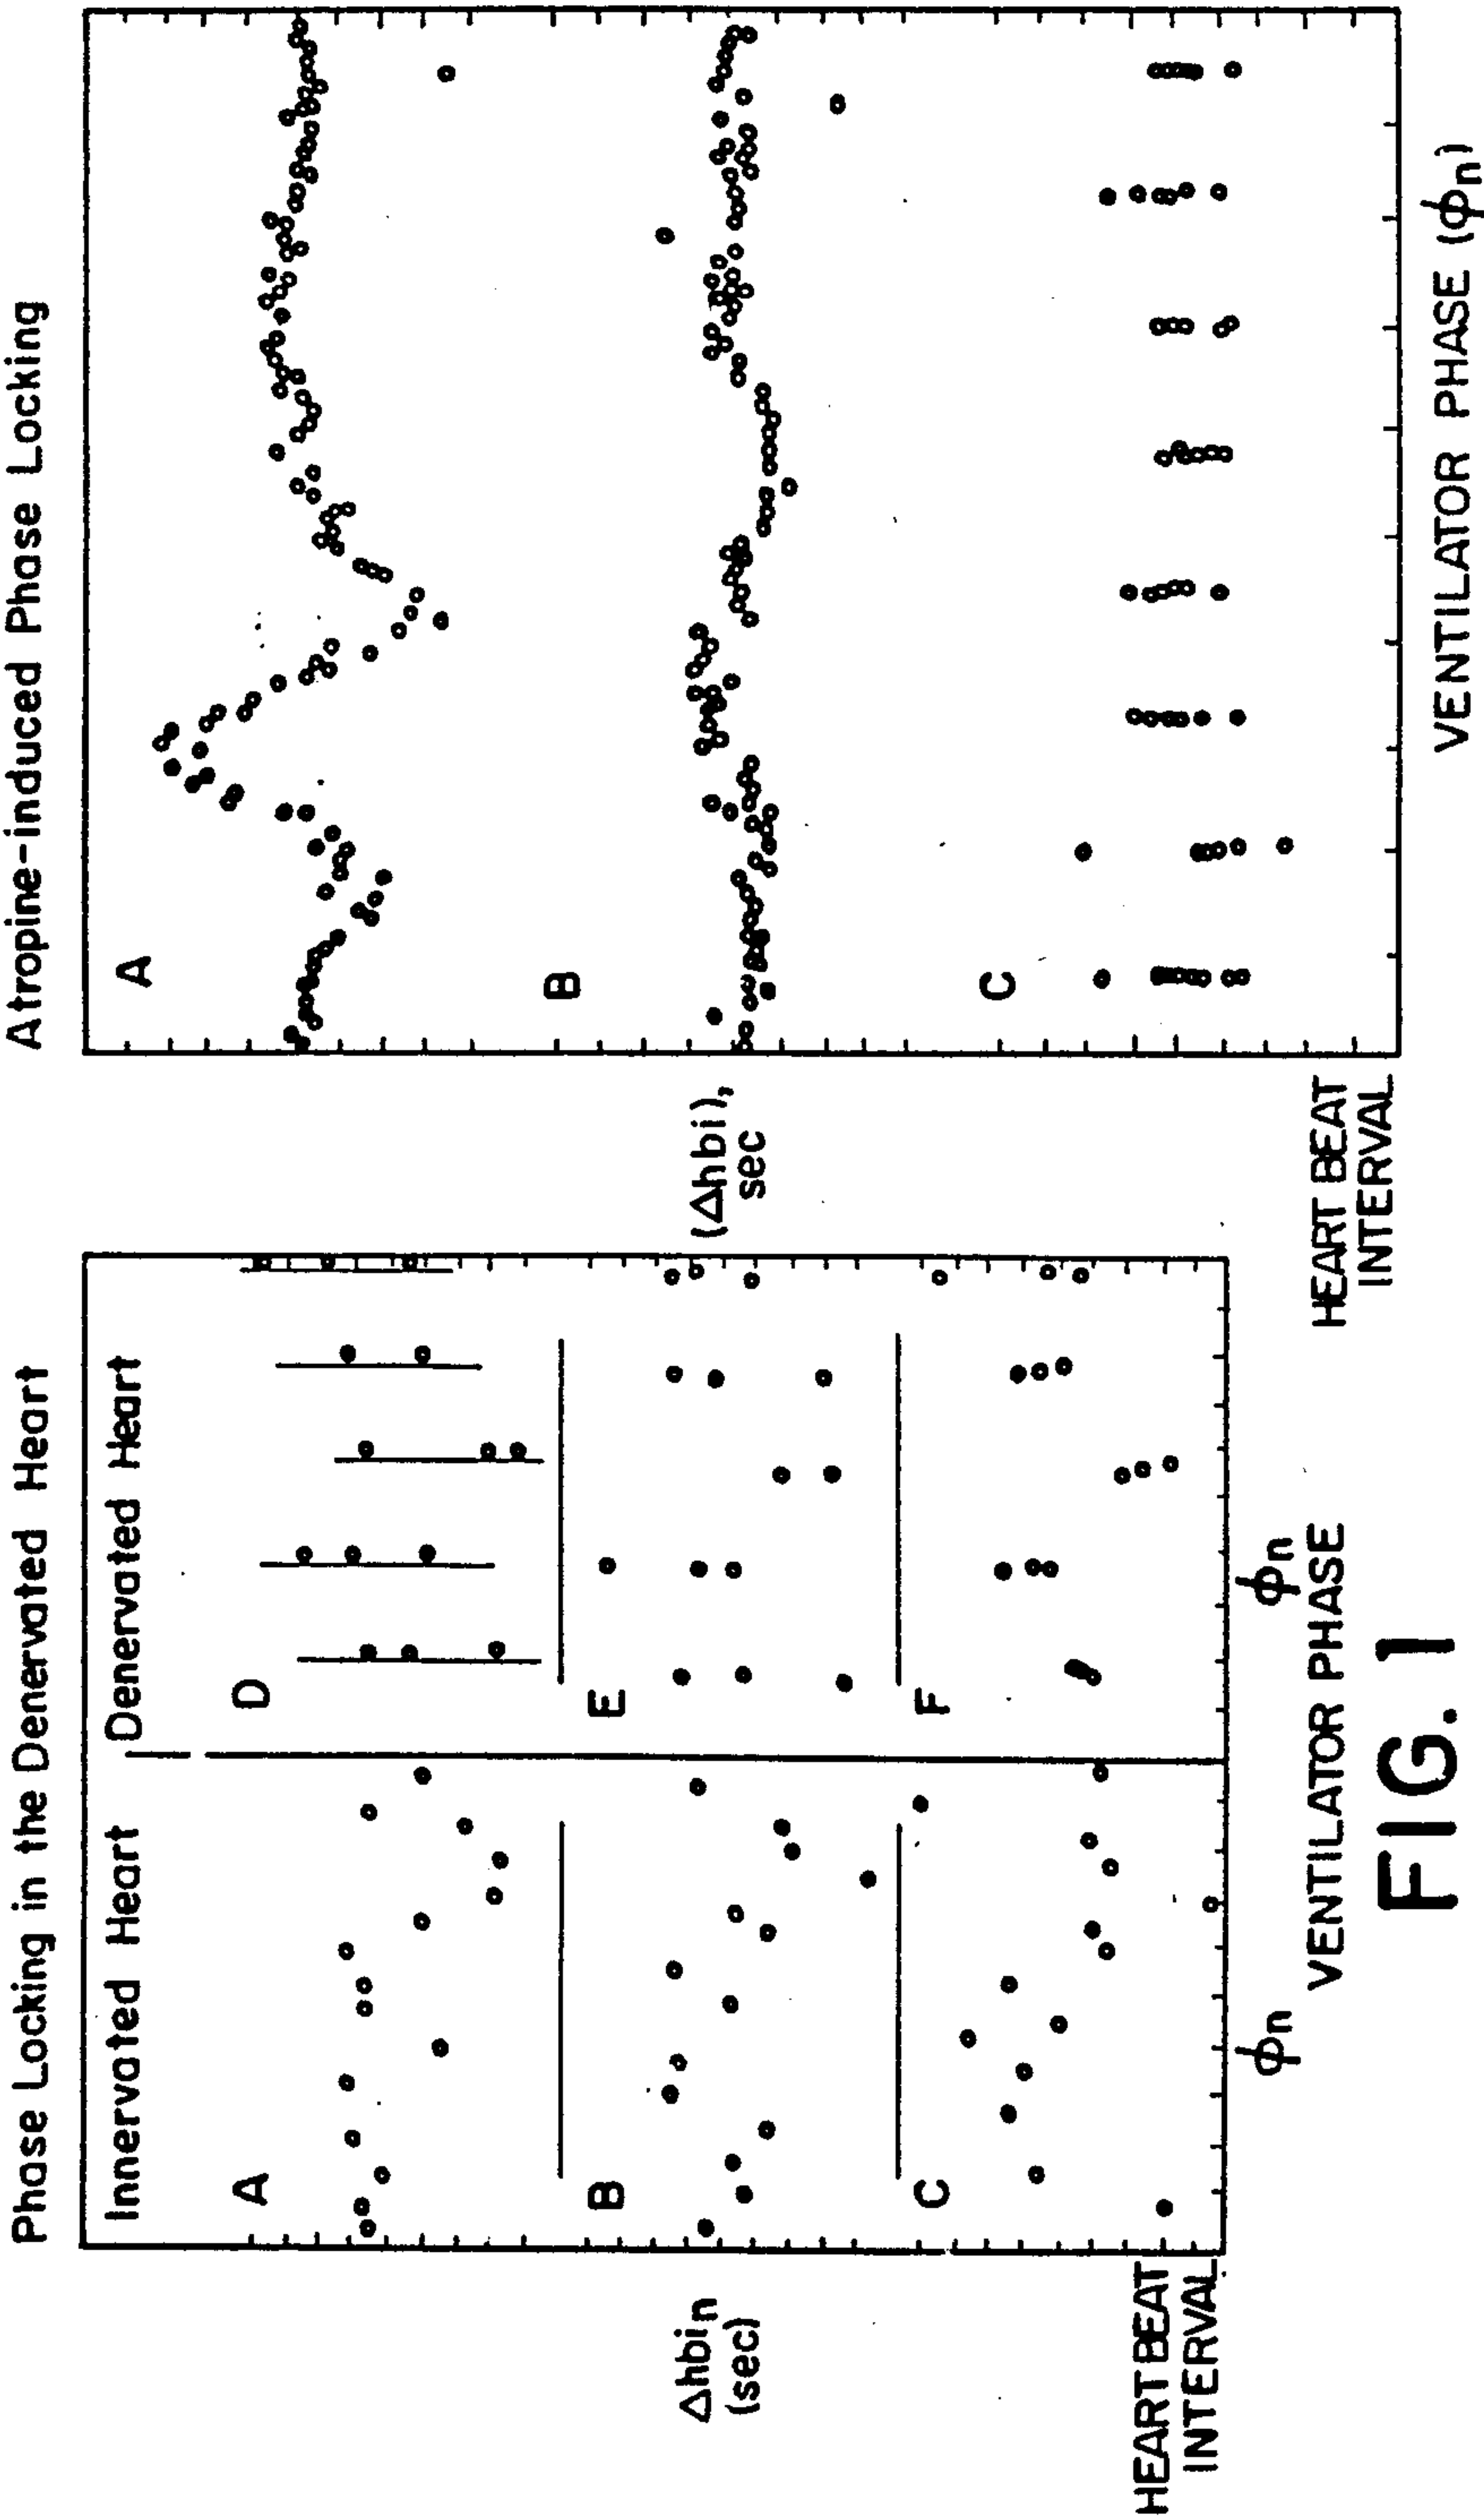 Phase Locking in the Denervated Heart
Innervated Heart
Denervated Heart
A
D
B
E
C
F
Δhbin
(sec)
HEART BEAT
INTERVAL
ϕn
ϕn
VENTILATOR PHASE
Atropine-induced Phase Locking
A
B
C
(Δhbi),
sec
HEART BEAT
INTERVAL
VENTILATOR PHASE (ϕn)
FIG. 1